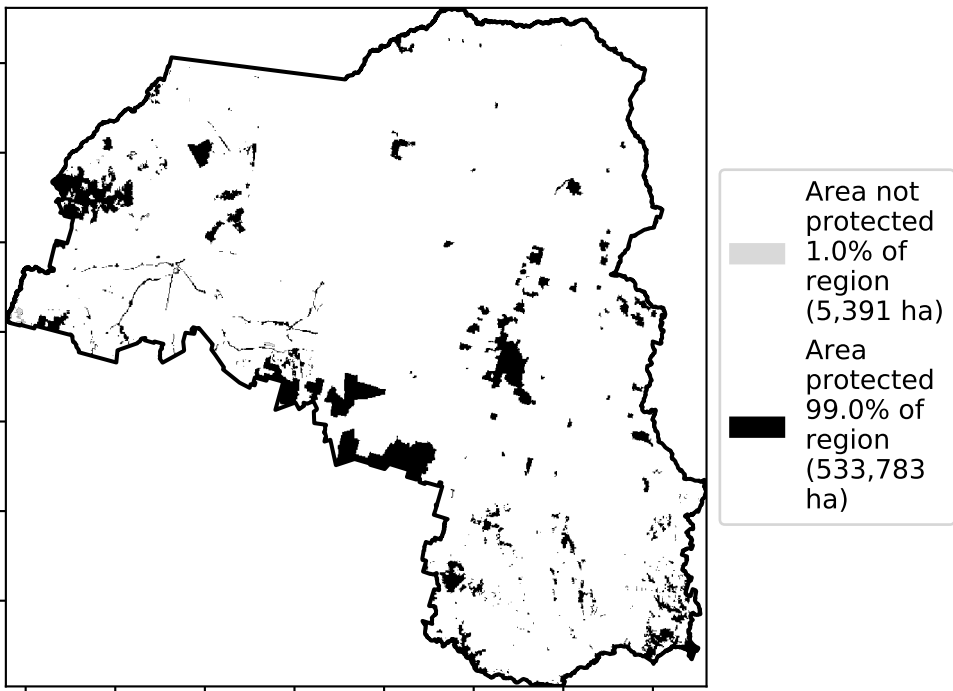 Area not
protected
1.0% of
region
(5,391 ha)
Area
protected
99.0% of
region
(533,783
ha)